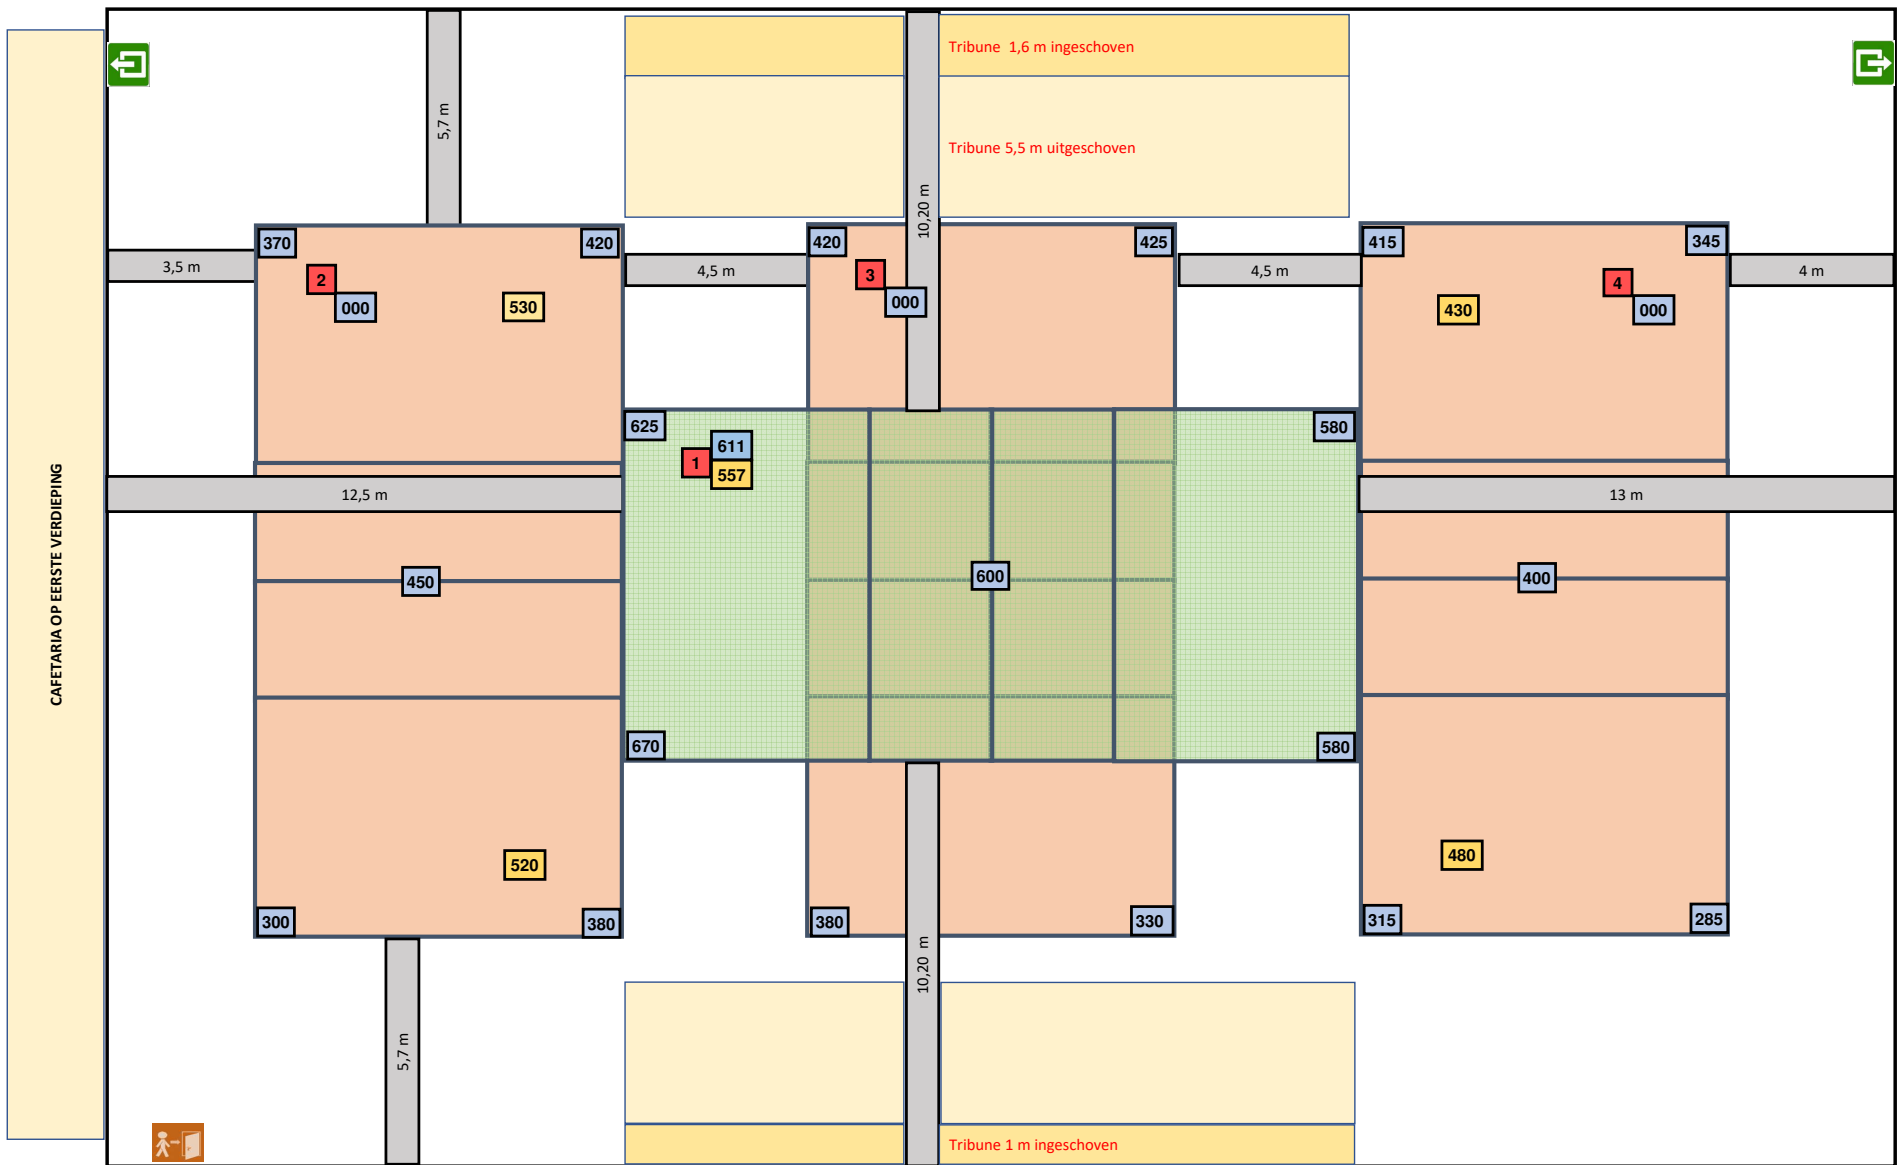 Tribune 1,6 m ingeschoven
5,7 m
Tribune 5,5 m uitgeschoven
10,20 m
370
420
420
425
415
345
3,5 m
4,5 m
4,5 m
4 m
2
000
530
3
000
430
4
000
625
580
611
1
557
12,5 m
13 m
CAFETARIA OP EERSTE VERDIEPING
450
600
400
670
580
520
480
300
380
380
330
315
285
10,20 m
5,7 m
Tribune 1 m ingeschoven